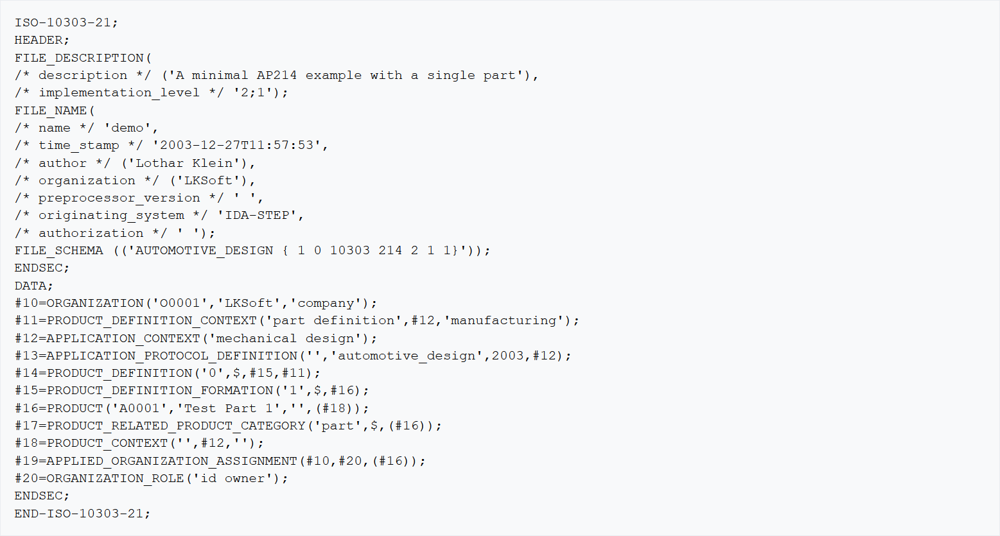 ISO-10303-21;
HEADER;
FILE_DESCRIPTION(
/* description */ ('A minimal AP214 example with a single part'),
/* implementation_level */ '2;1');
FILE_NAME(
/* name */ 'demo',
/* time_stamp */ '2003-12-27T11:57:53',
/* author */ ('Lothar Klein'),
/* organization */ ('LKSoft'),
/* preprocessor_version */ ' ',
/* originating_system */ 'IDA-STEP',
/* authorization */ ' ');
FILE_SCHEMA (('AUTOMOTIVE_DESIGN { 1 0 10303 214 2 1 1}'));
ENDSEC;
DATA;
#10=ORGANIZATION('O0001','LKSoft','company');
#11=PRODUCT_DEFINITION_CONTEXT('part definition',#12,'manufacturing');
#12=APPLICATION_CONTEXT('mechanical design');
#13=APPLICATION_PROTOCOL_DEFINITION('','automotive_design',2003,#12);
#14=PRODUCT_DEFINITION('0',$,#15,#11);
#15=PRODUCT_DEFINITION_FORMATION('1',$,#16);
#16=PRODUCT('A0001','Test Part 1','',(#18));
#17=PRODUCT_RELATED_PRODUCT_CATEGORY('part',$,(#16));
#18=PRODUCT_CONTEXT('',#12,'');
#19=APPLIED_ORGANIZATION_ASSIGNMENT(#10,#20,(#16));
#20=ORGANIZATION_ROLE('id owner');
ENDSEC;
END-ISO-10303-21;